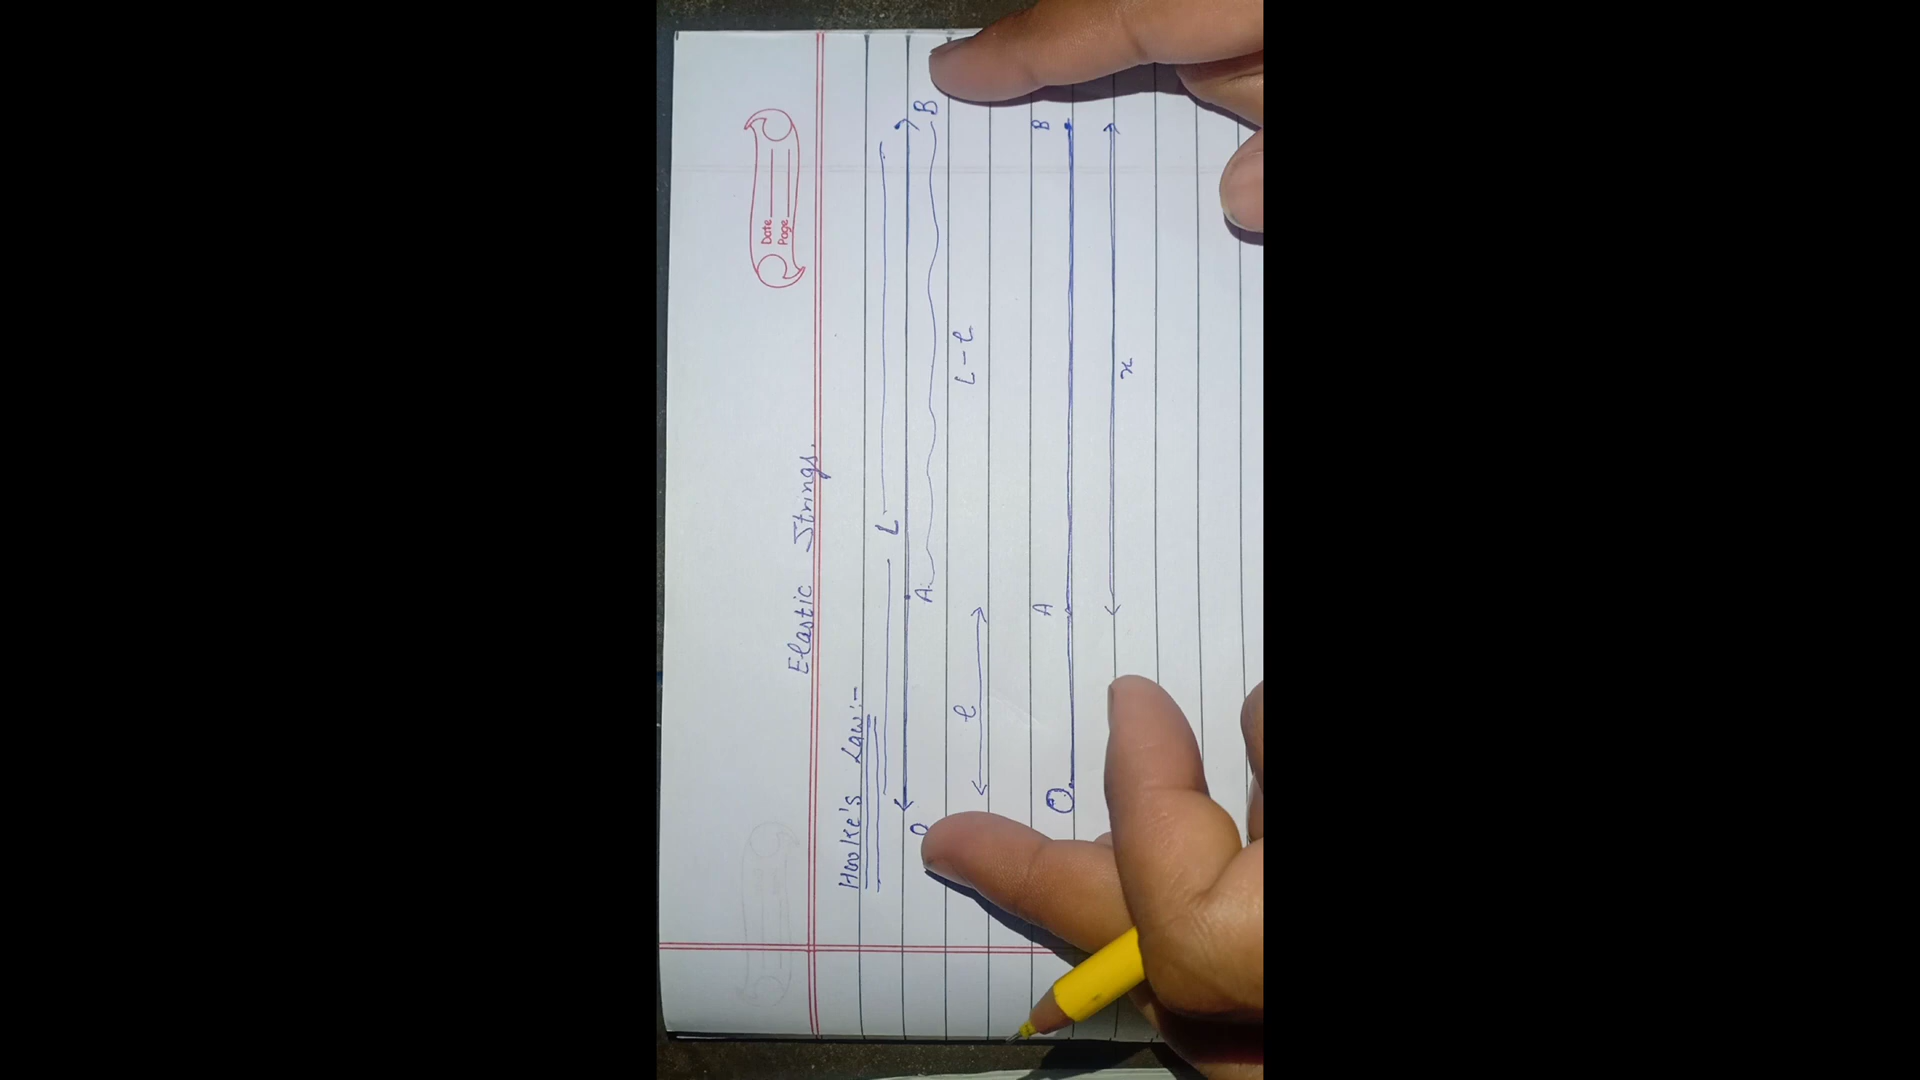 Date
Page
Elastic Strings.
Hooke's Law:-
L
O A B
l L-l
O A B
x